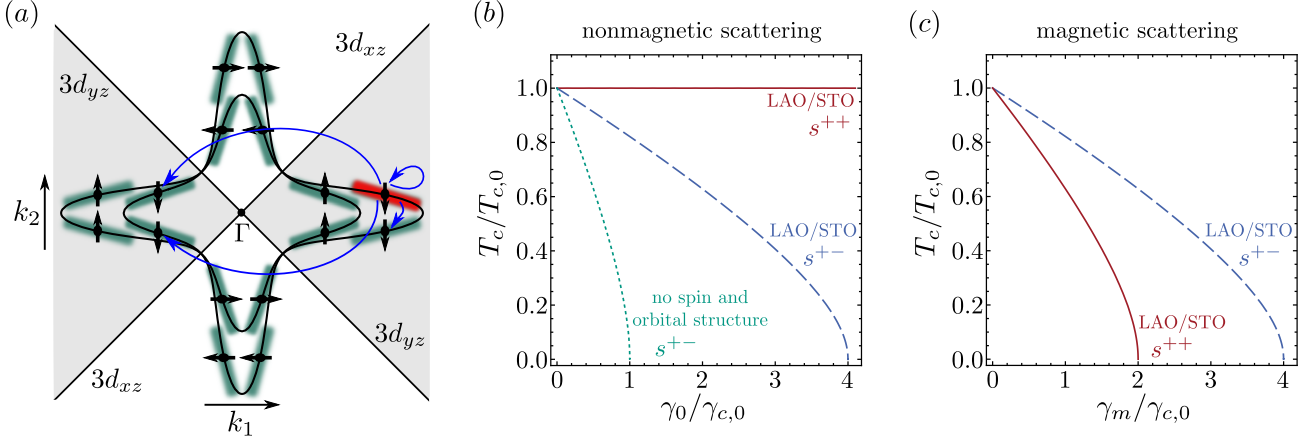 (a)
3d_{yz}
3d_{xz}
k_2
Γ
3d_{xz}
3d_{yz}
k_1
(b)
nonmagnetic scattering
T_c/T_{c,0}
1.0
0.8
0.6
0.4
0.2
0.0
LAO/STO
s^{++}
LAO/STO
s^{+-}
no spin and
orbital structure
s^{+-}
0 1 2 3 4
γ_0/γ_{c,0}
(c)
magnetic scattering
T_c/T_{c,0}
1.0
0.8
0.6
0.4
0.2
0.0
LAO/STO
s^{+-}
LAO/STO
s^{++}
0 1 2 3 4
γ_m/γ_{c,0}